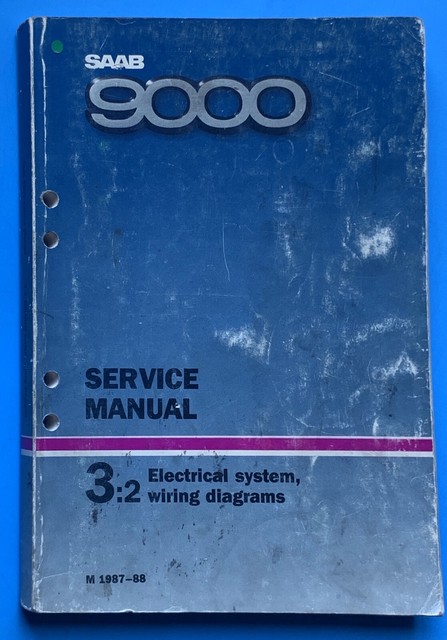 SAAB
9000
SERVICE
MANUAL
3:2 Electrical system,
wiring diagrams
M 1987-88